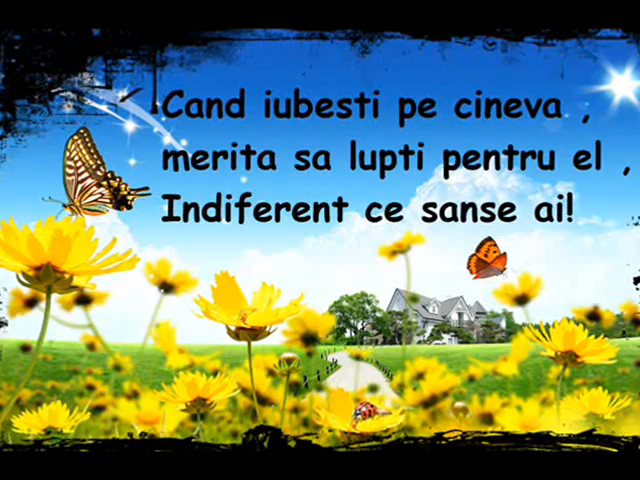 Cand iubesti pe cineva ,
merita sa lupti pentru el ,
Indiferent ce sanse ai!